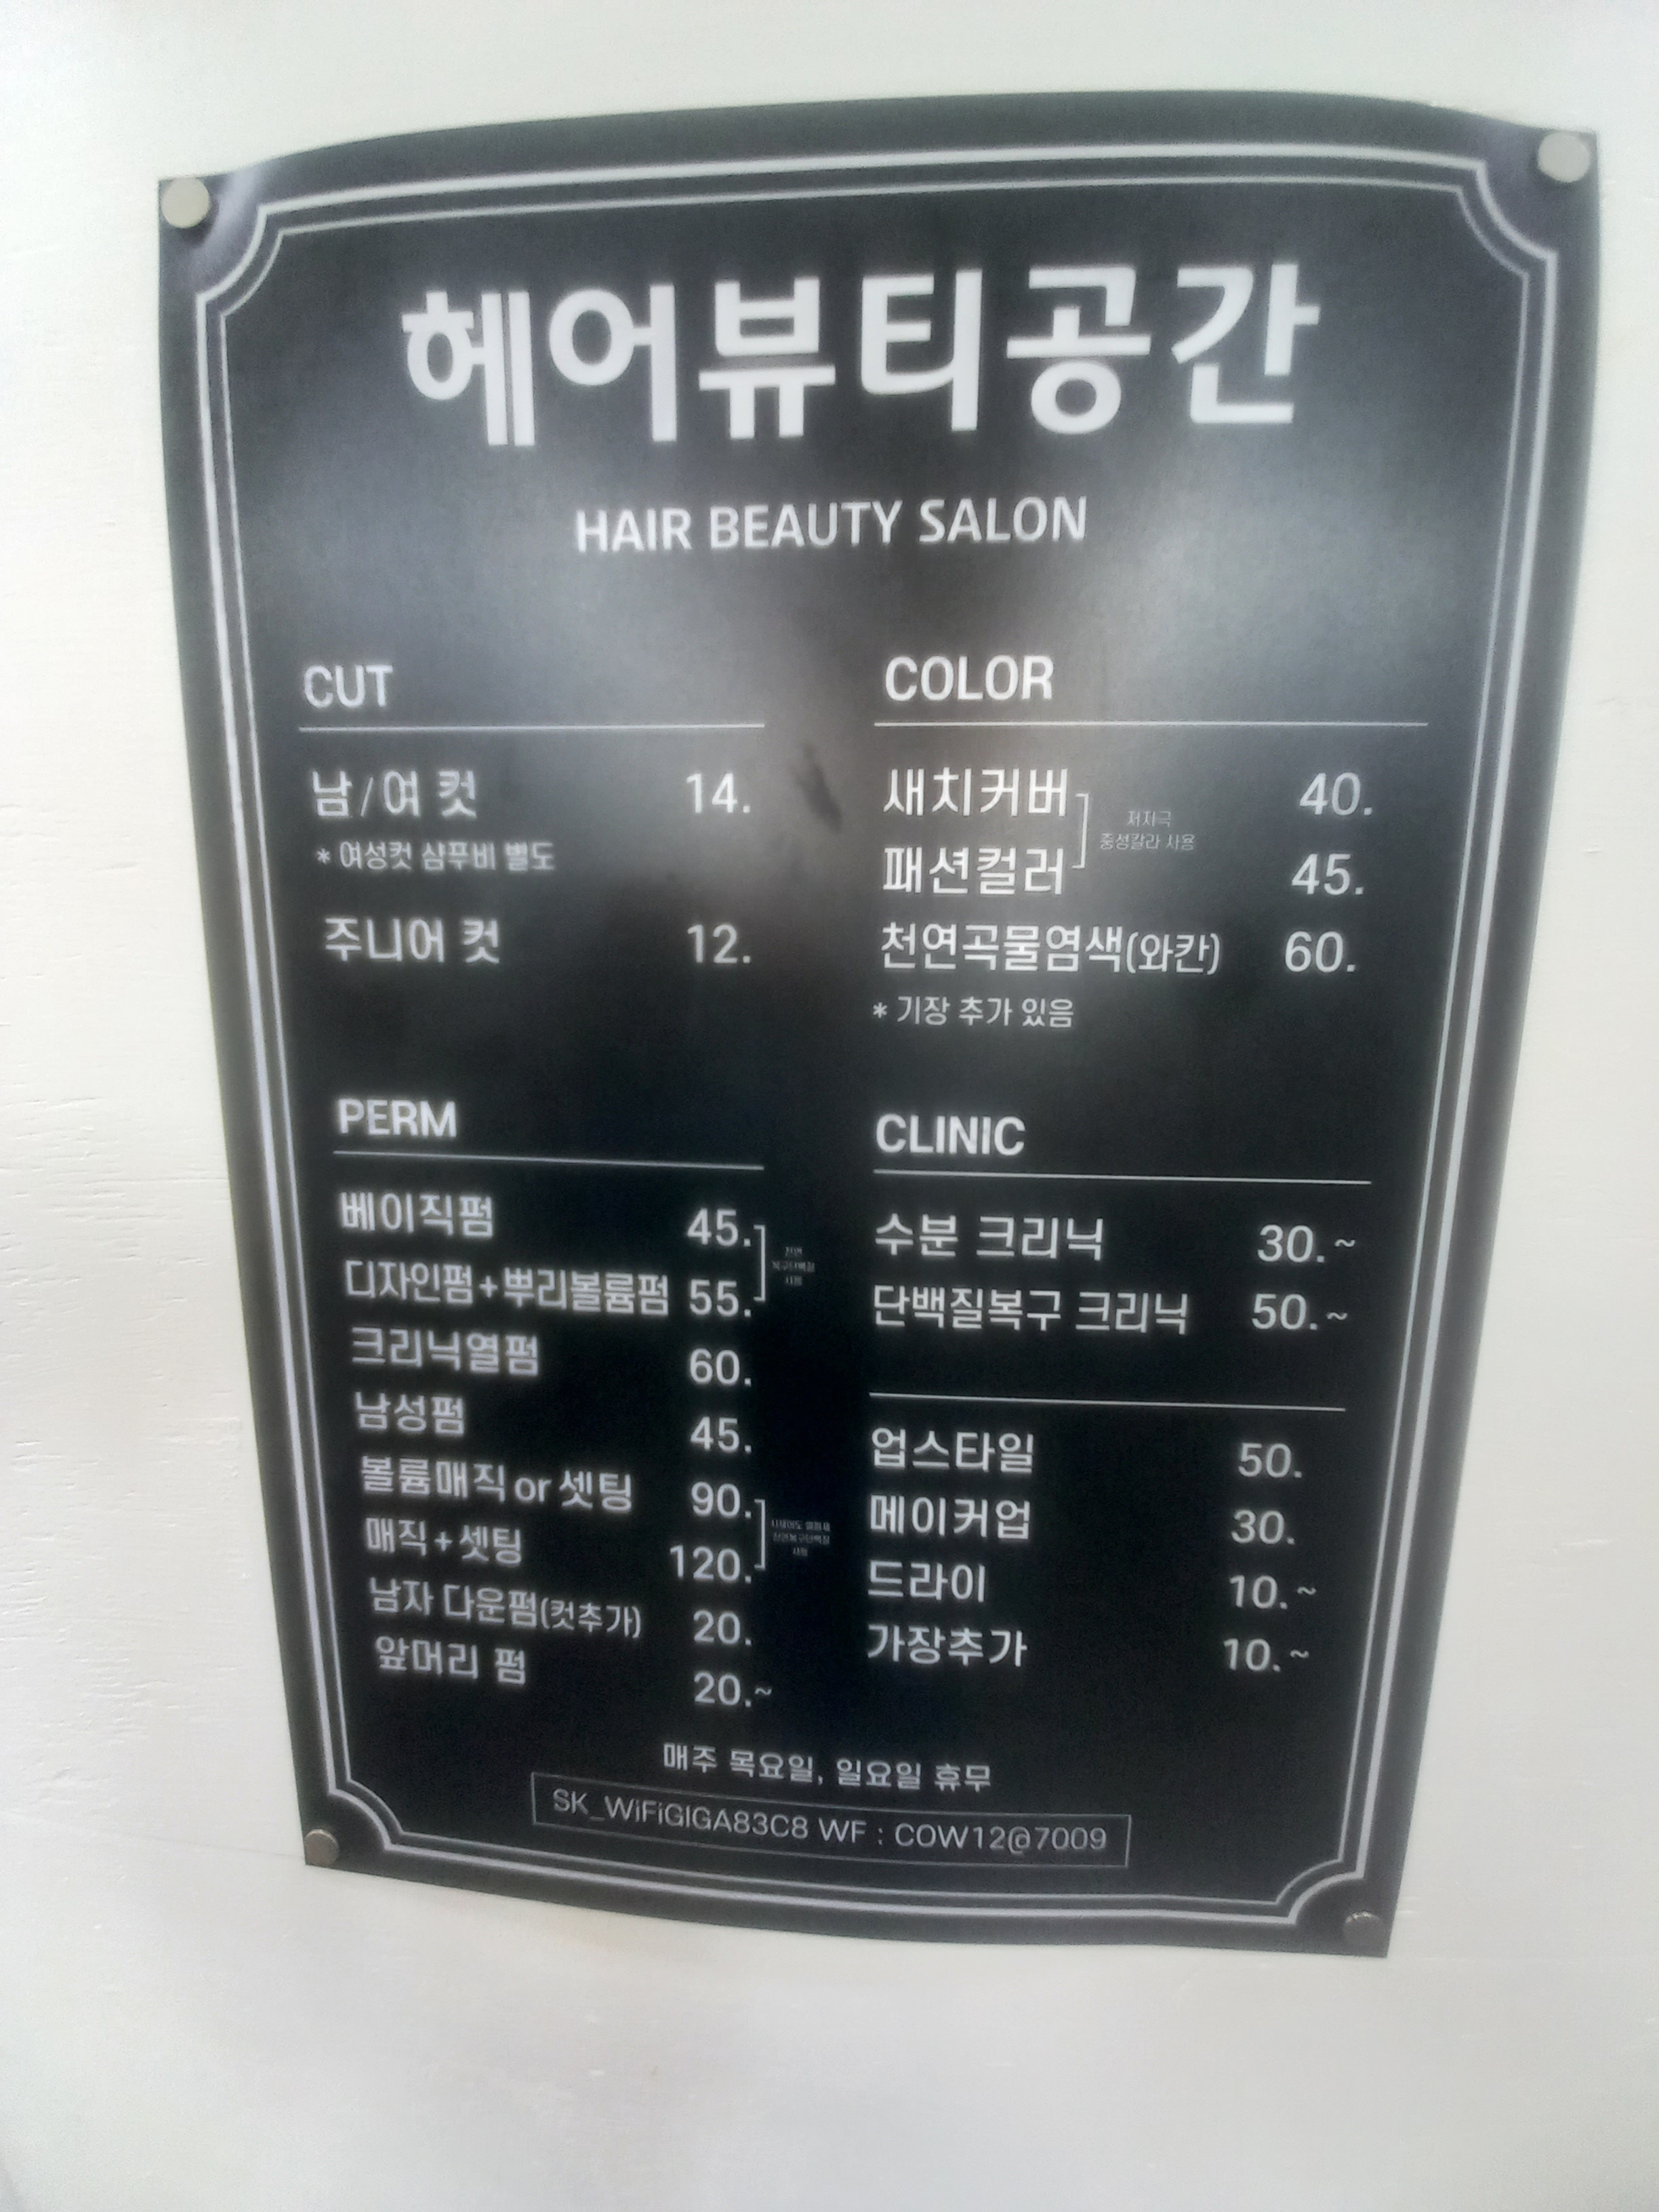 헤어뷰티공간
HAIR BEAUTY SALON
CUT
남/여 컷 14.
* 여성컷 샴푸비 별도
주니어 컷 12.
COLOR
새치커버 40.
저자극
중성칼라 사용
패션컬러 45.
천연곡물염색(와칸) 60.
* 기장 추가 있음
PERM
베이직펌 45.
디자인펌+뿌리볼륨펌 55.
크리닉열펌 60.
남성펌 45.
볼륨매직 or 셋팅 90.
매직+셋팅 120.
남자 다운펌(컷추가) 20.
앞머리 펌 20.~
CLINIC
수분 크리닉 30.~
단백질복구 크리닉 50.~
업스타일 50.
메이커업 30.
드라이 10.~
가장추가 10.~
매주 목요일, 일요일 휴무
SK_WiFiGIGA83C8 WF : COW12@7009